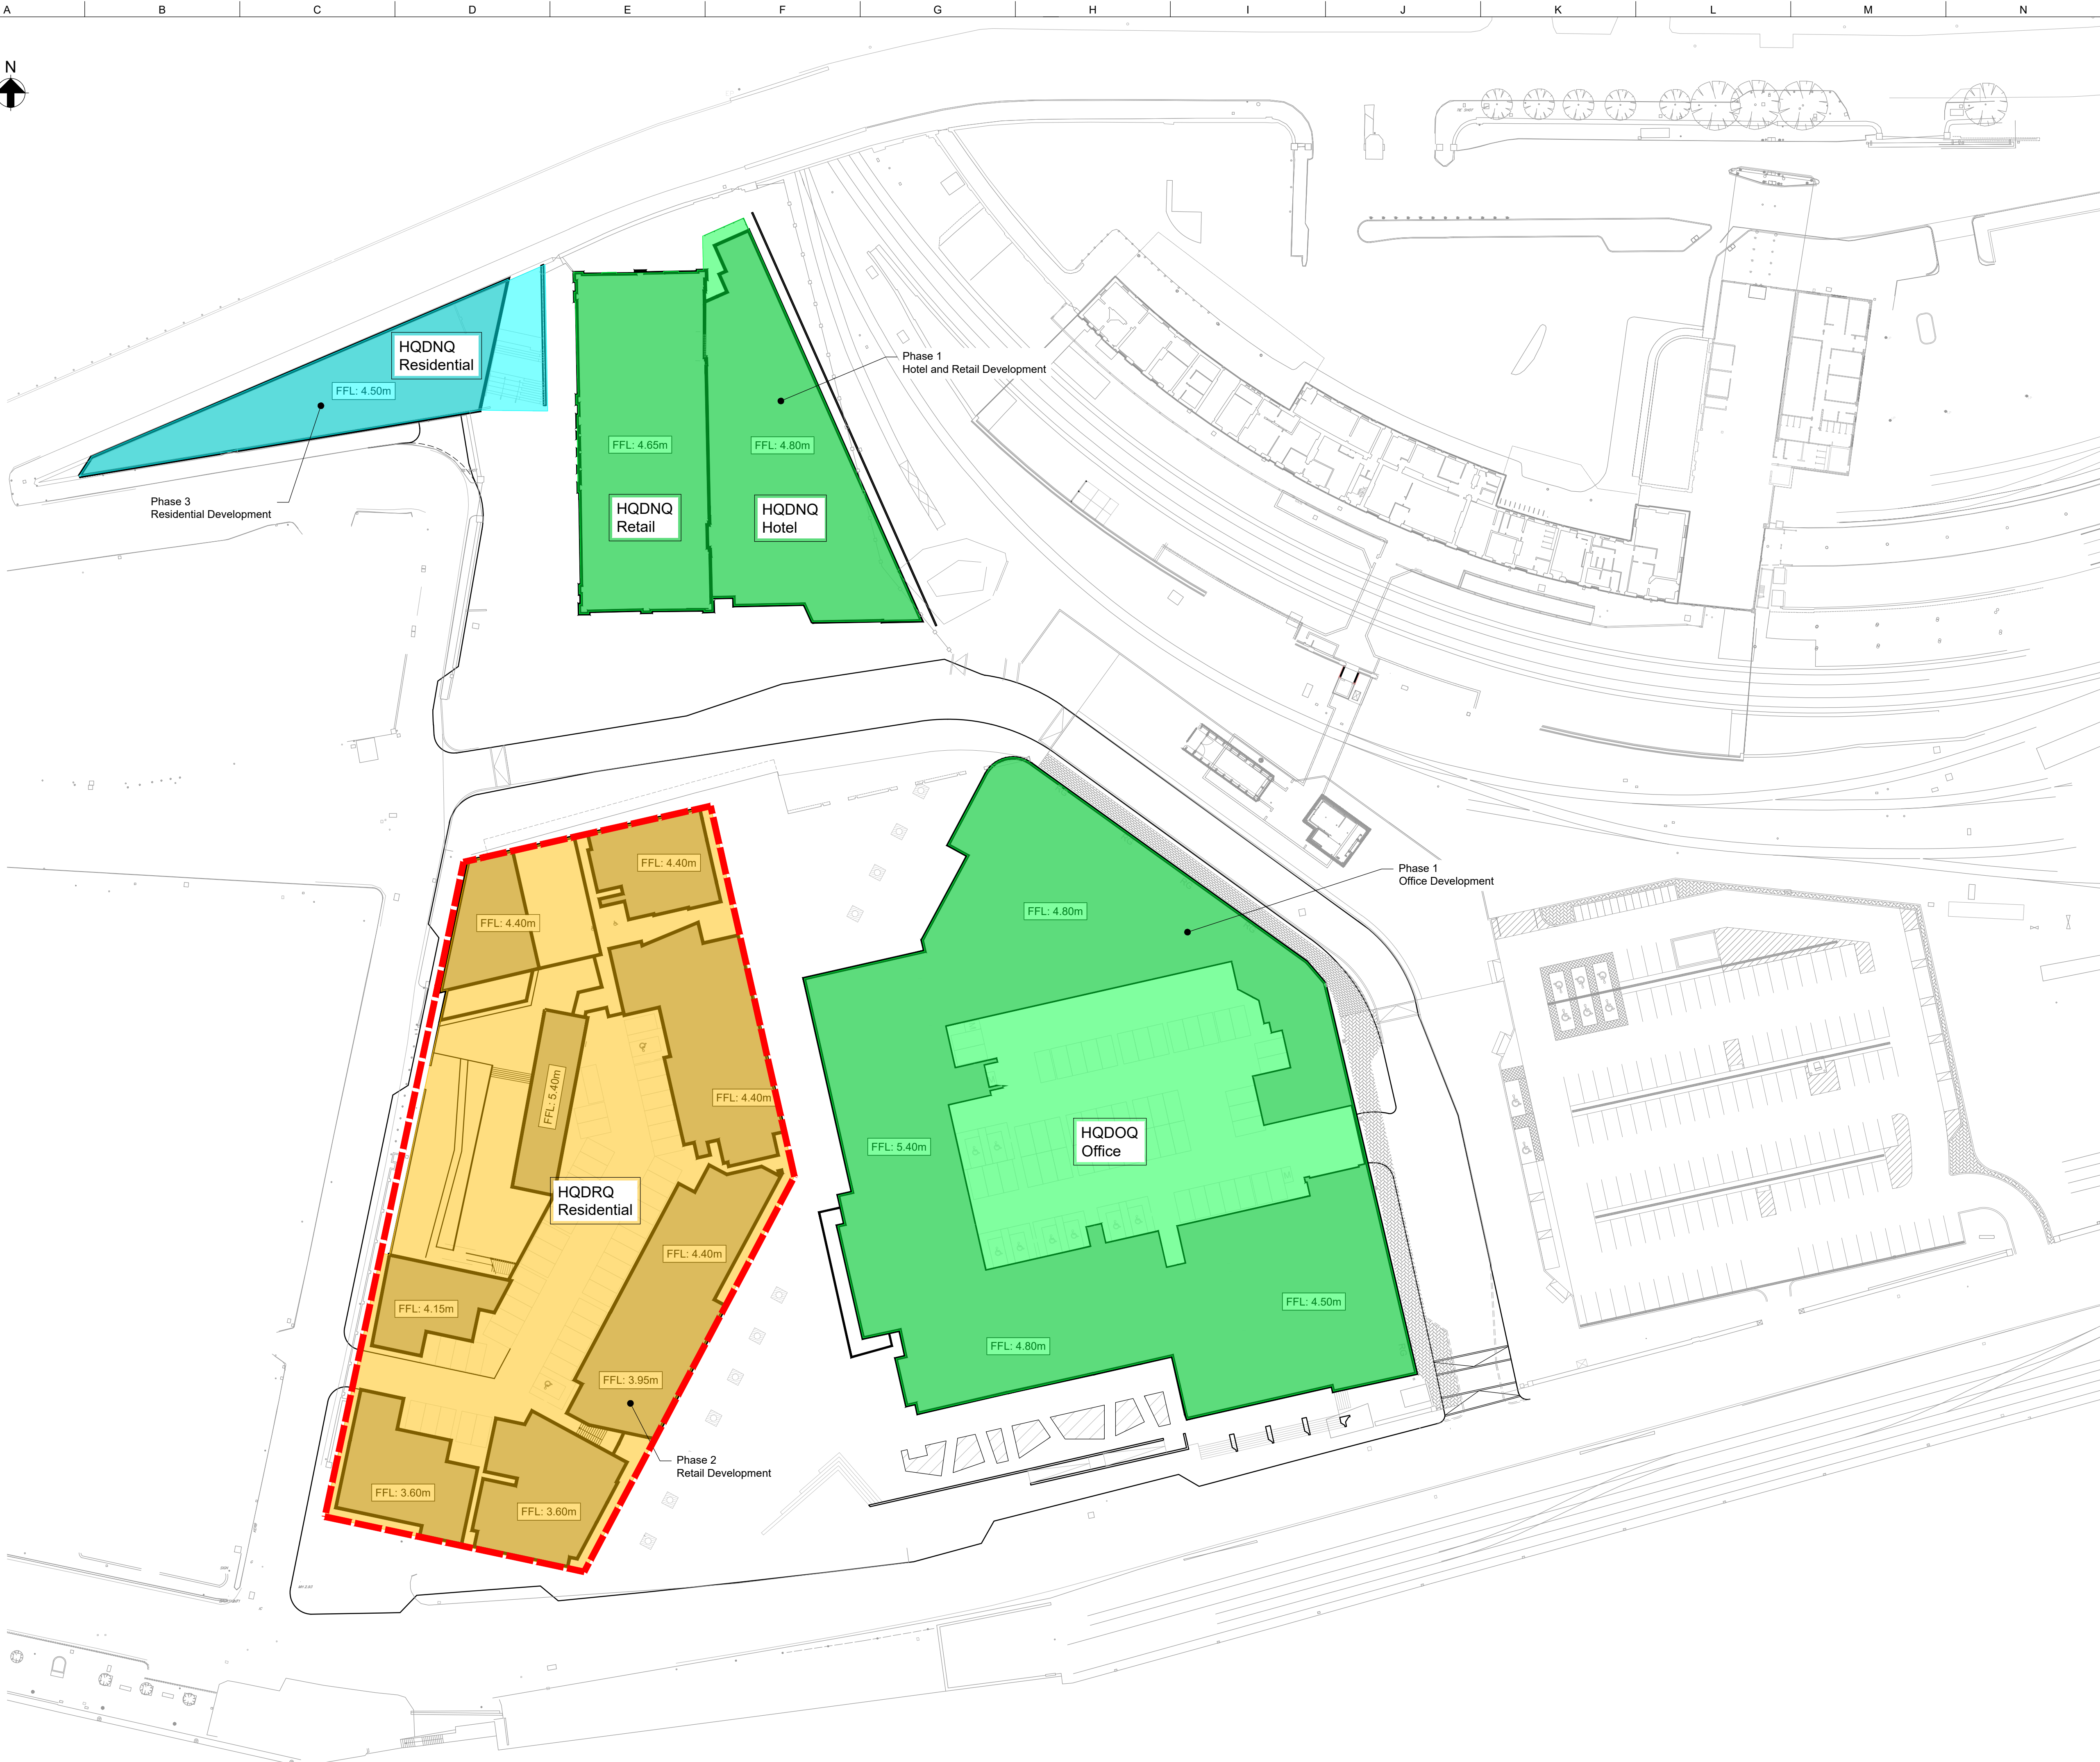 A B C D E F G H I J K L M N
N
HQDNQ
Residential
FFL: 4.50m
Phase 3
Residential Development
Phase 1
Hotel and Retail Development
FFL: 4.65m
FFL: 4.80m
HQDNQ
Retail
HQDNQ
Hotel
FFL: 4.40m
FFL: 4.40m
FFL: 5.40m
FFL: 4.40m
HQDRQ
Residential
FFL: 4.40m
FFL: 4.15m
FFL: 3.95m
FFL: 3.60m
FFL: 3.60m
Phase 2
Retail Development
Phase 1
Office Development
FFL: 4.80m
FFL: 5.40m
HQDOQ
Office
FFL: 4.50m
FFL: 4.80m